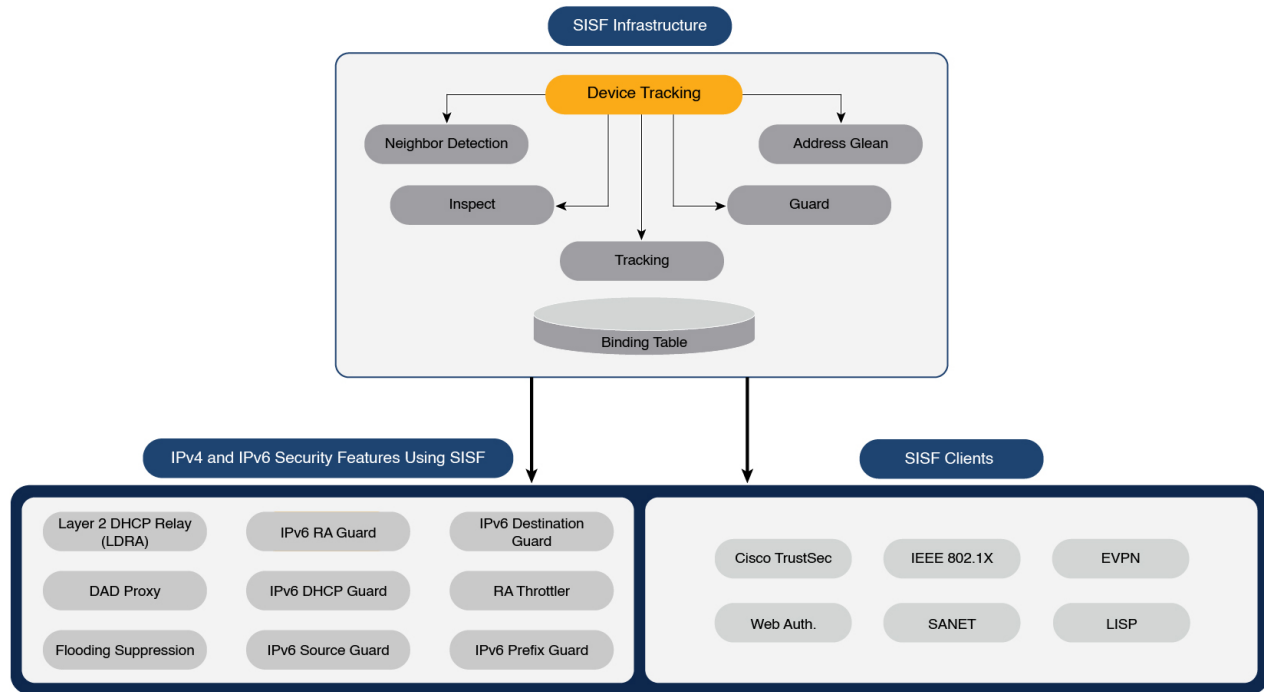 SISF Infrastructure
Device Tracking
Neighbor Detection
Address Glean
Inspect
Guard
Tracking
Binding Table
IPv4 and IPv6 Security Features Using SISF
SISF Clients
Layer 2 DHCP Relay
(LDRA)
IPv6 RA Guard
IPv6 Destination
Guard
DAD Proxy
IPv6 DHCP Guard
RA Throttler
Flooding Suppression
IPv6 Source Guard
IPv6 Prefix Guard
Cisco TrustSec
IEEE 802.1X
EVPN
Web Auth.
SANET
LISP